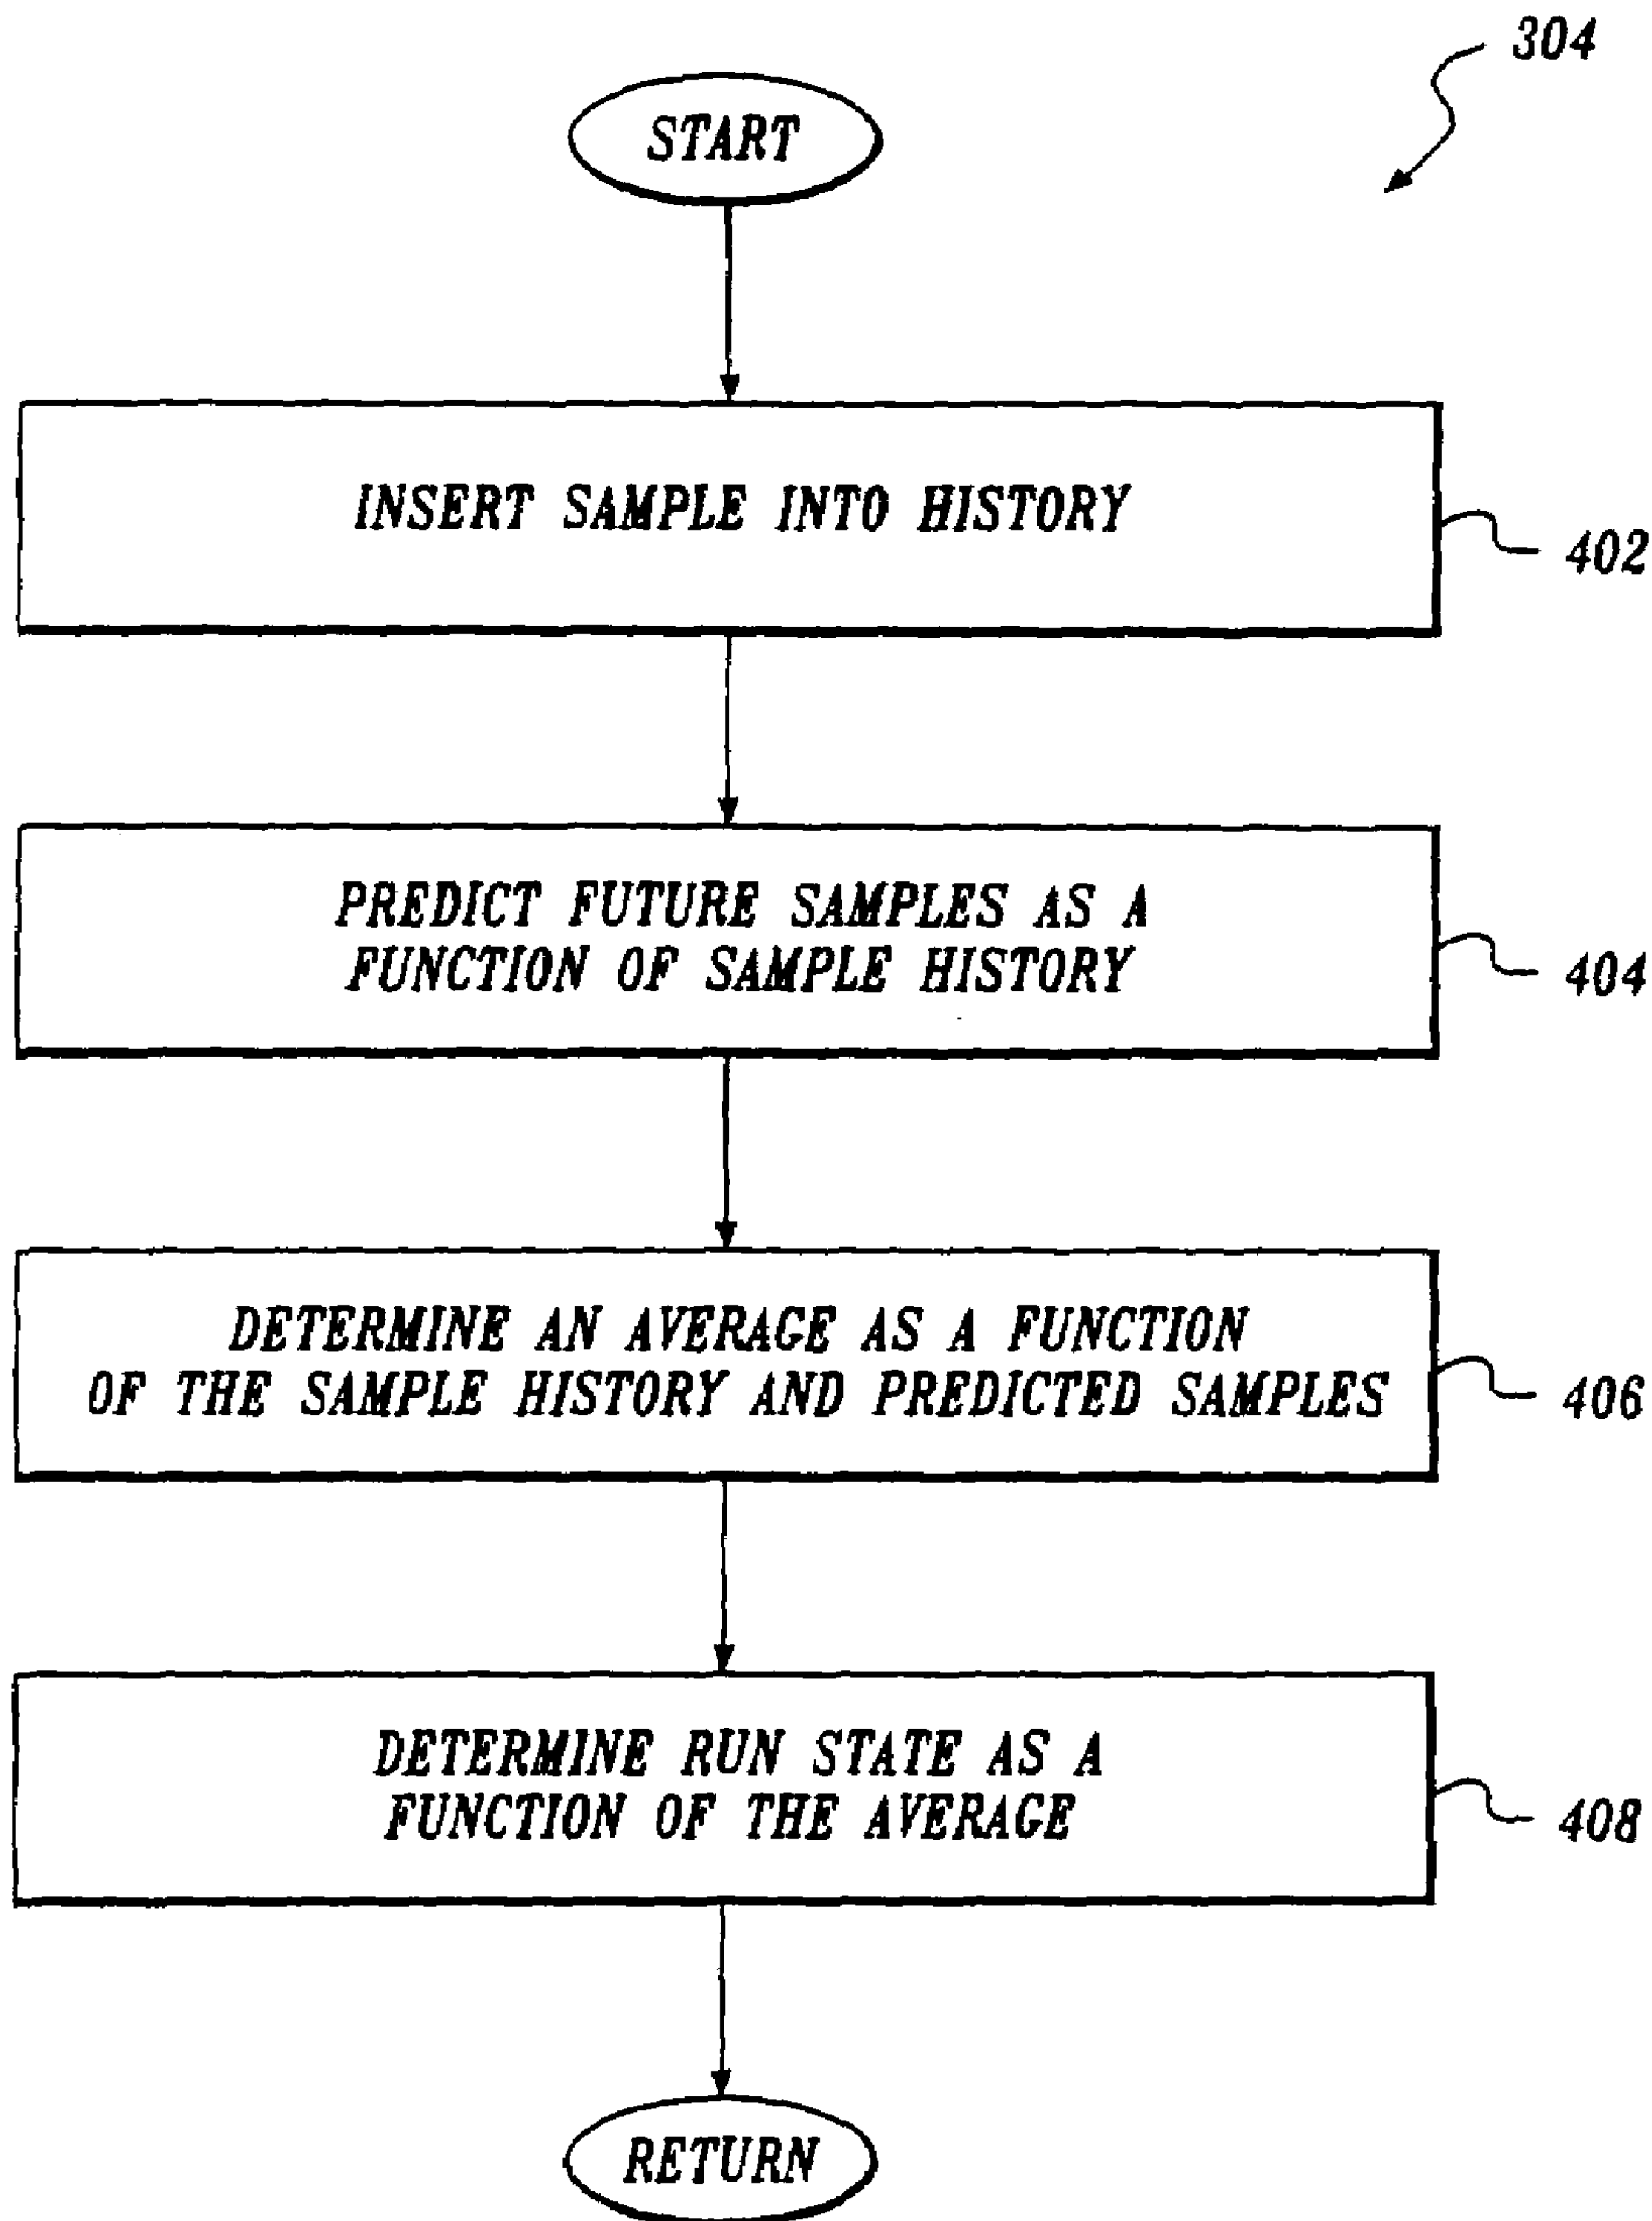 304
START
INSERT SAMPLE INTO HISTORY
402
PREDICT FUTURE SAMPLES AS A
FUNCTION OF SAMPLE HISTORY
404
DETERMINE AN AVERAGE AS A FUNCTION
OF THE SAMPLE HISTORY AND PREDICTED SAMPLES
406
DETERMINE RUN STATE AS A
FUNCTION OF THE AVERAGE
408
RETURN